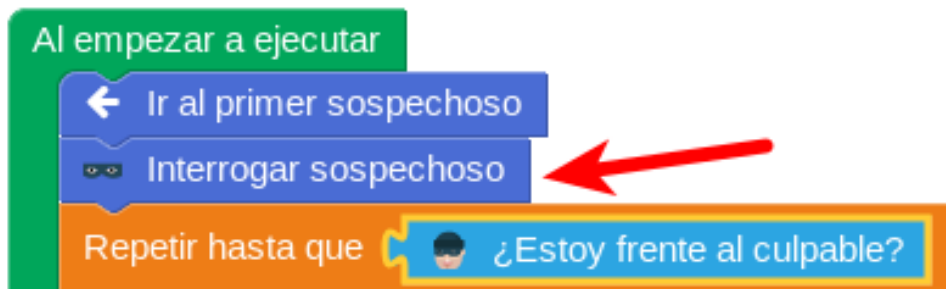 Al empezar a ejecutar
Ir al primer sospechoso
Interrogar sospechoso
Repetir hasta que ¿Estoy frente al culpable?